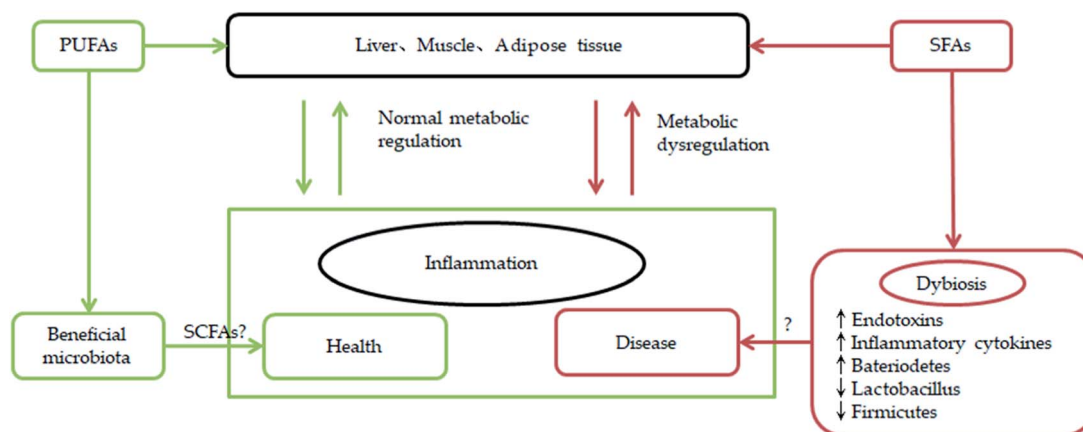 PUFAs
Liver、Muscle、Adipose tissue
SFAs
Normal metabolic
regulation
Metabolic
dysregulation
Inflammation
Beneficial
microbiota
SCFAs?
Health
Disease
?
Dybiosis
↑ Endotoxins
↑ Inflammatory cytokines
↑ Bateriodetes
↓ Lactobacillus
↓ Firmicutes